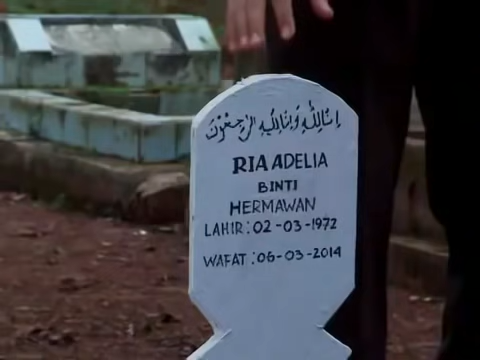 إنا لله وإنا إليه راجعون
RIA ADELIA
BINTI
HERMAWAN
LAHIR : 02-03-1972
WAFAT : 06-03-2014